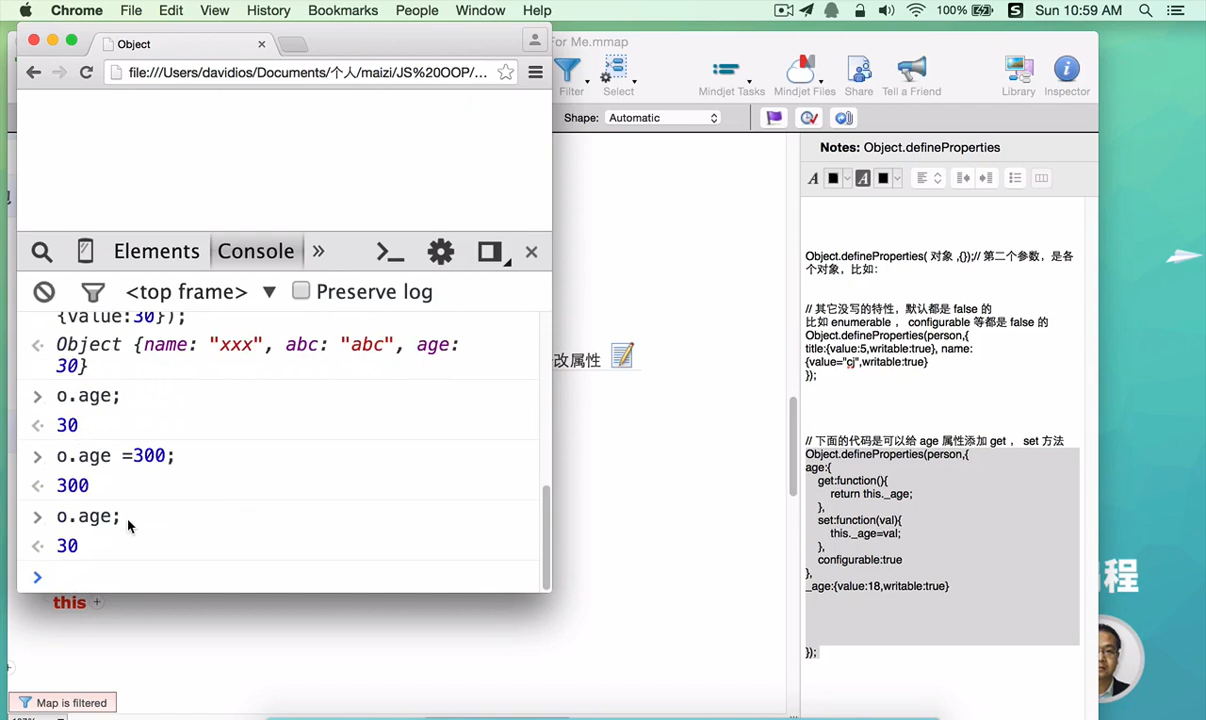 Chrome File Edit View History Bookmarks People Window Help 100% Sun 10:59 AM
For Me.mmap
Object
file:///Users/davidios/Documents/个人/maizi/JS%20OOP/...
Filter Select Mindjet Tasks Mindjet Files Share Tell a Friend Library Inspector
Shape: Automatic
Notes: Object.defineProperties
Elements Console »
<top frame> ▼ Preserve log
{value:30});
Object {name: "xxx", abc: "abc", age:
30}
o.age;
30
o.age =300;
300
o.age;
30
改属性
this
Map is filtered
Object.defineProperties( 对象 ,{});// 第二个参数，是各
个对象，比如：
// 其它没写的特性，默认都是 false 的
比如 enumerable ， configurable 等都是 false 的
Object.defineProperties(person,{
title:{value:5,writable:true}, name:
{value="cj",writable:true}
});
// 下面的代码是可以给 age 属性添加 get ， set 方法
Object.defineProperties(person,{
age:{
get:function(){
return this._age;
},
set:function(val){
this._age=val;
},
configurable:true
},
_age:{value:18,writable:true}
});
程